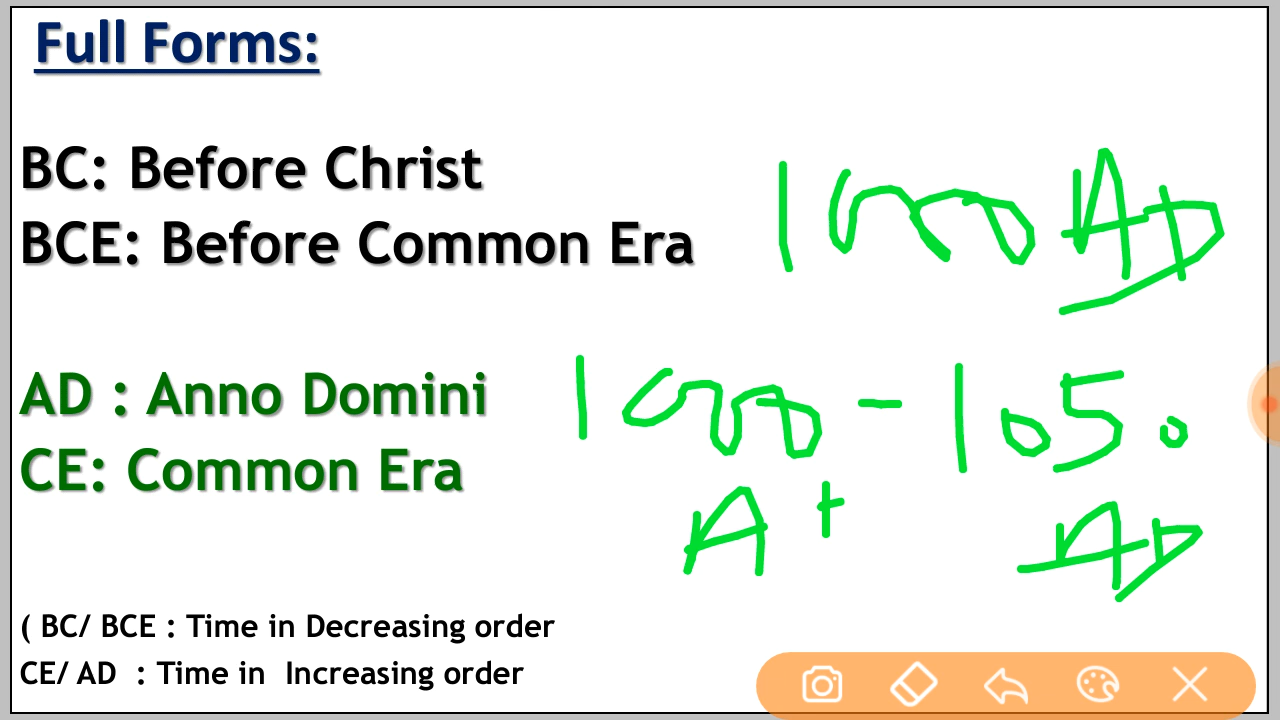 Full Forms:
BC: Before Christ
BCE: Before Common Era
1000 AD
AD : Anno Domini
CE: Common Era
1000 - 1050
A AD
( BC/ BCE : Time in Decreasing order
CE/ AD : Time in Increasing order